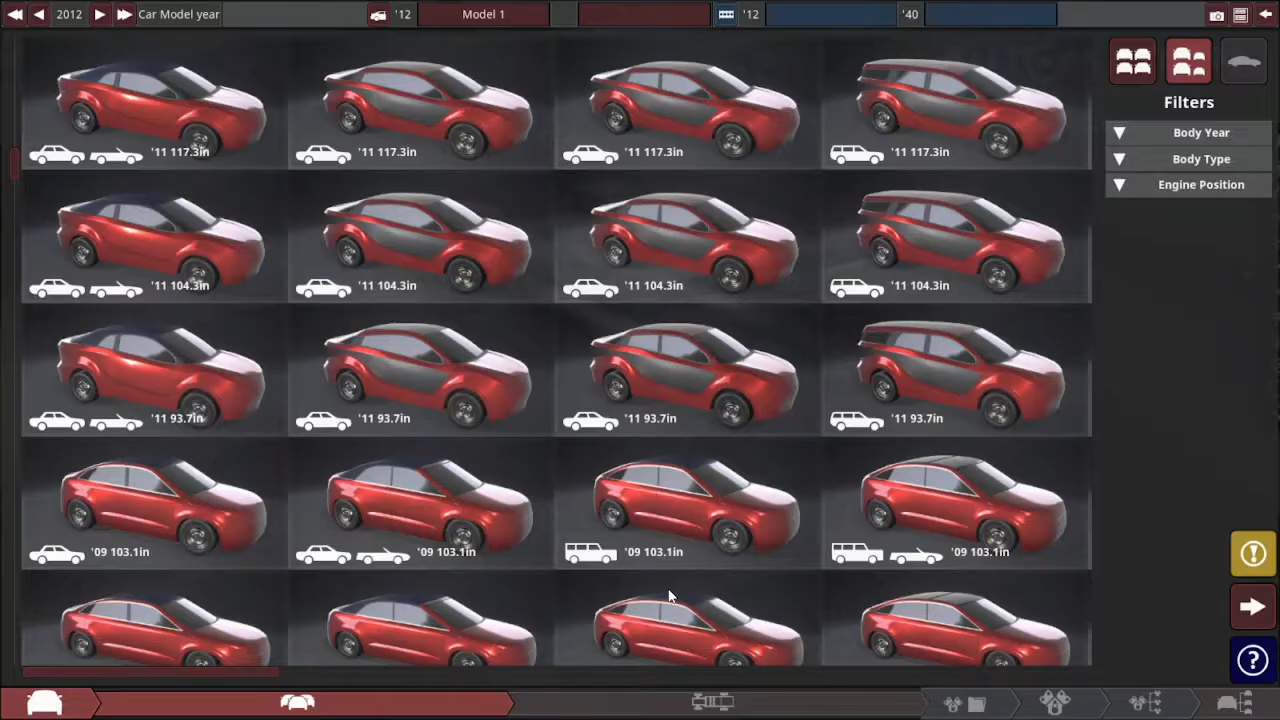 2012 Car Model year '12 Model 1 '12 '40
Filters
Body Year
Body Type
Engine Position
'11 117.3in '11 117.3in '11 117.3in '11 117.3in
'11 104.3in '11 104.3in '11 104.3in '11 104.3in
'11 93.7in '11 93.7in '11 93.7in '11 93.7in
'09 103.1in '09 103.1in '09 103.1in '09 103.1in